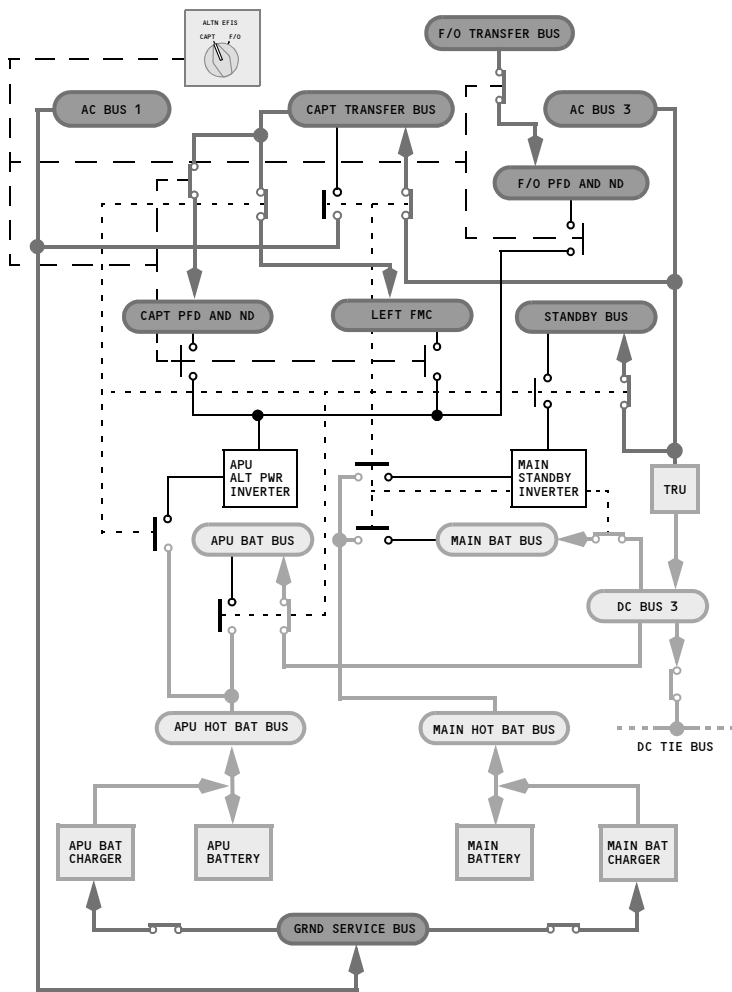 ALTN EFIS
CAPT F/O
F/O TRANSFER BUS
AC BUS 1
CAPT TRANSFER BUS
AC BUS 3
F/O PFD AND ND
CAPT PFD AND ND
LEFT FMC
STANDBY BUS
APU
ALT PWR
INVERTER
MAIN
STANDBY
INVERTER
TRU
APU BAT BUS
MAIN BAT BUS
DC BUS 3
APU HOT BAT BUS
MAIN HOT BAT BUS
DC TIE BUS
APU BAT
CHARGER
APU
BATTERY
MAIN
BATTERY
MAIN BAT
CHARGER
GRND SERVICE BUS